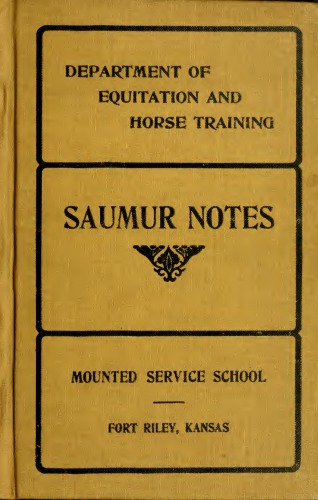 DEPARTMENT OF
EQUITATION AND
HORSE TRAINING
SAUMUR NOTES
MOUNTED SERVICE SCHOOL
FORT RILEY, KANSAS